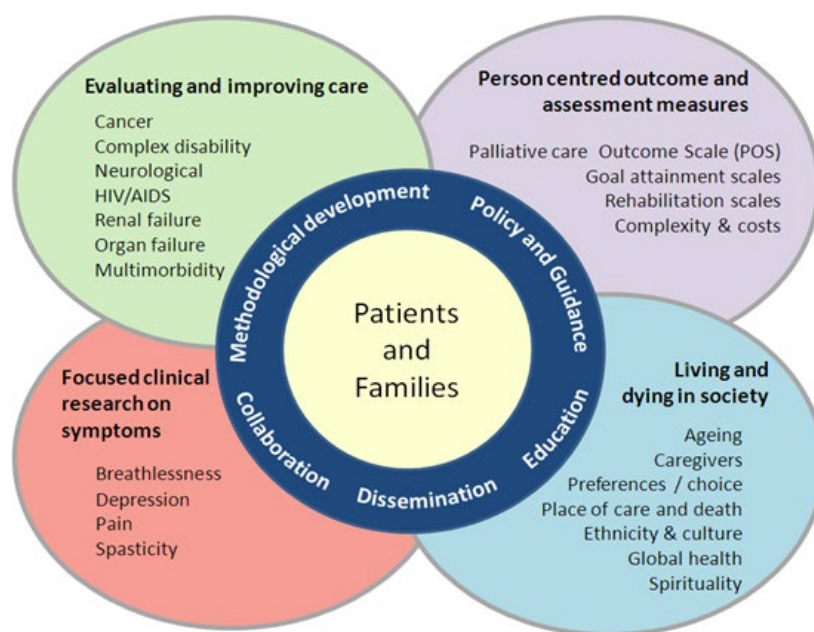 Evaluating and improving care
Cancer
Complex disability
Neurological
HIV/AIDS
Renal failure
Organ failure
Multimorbidity
Person centred outcome and
assessment measures
Palliative care Outcome Scale (POS)
Goal attainment scales
Rehabilitation scales
Complexity & costs
Methodological development
Policy and Guidance
Patients
and
Families
Collaboration
Dissemination
Education
Focused clinical
research on
symptoms
Breathlessness
Depression
Pain
Spasticity
Living and
dying in society
Ageing
Caregivers
Preferences / choice
Place of care and death
Ethnicity & culture
Global health
Spirituality